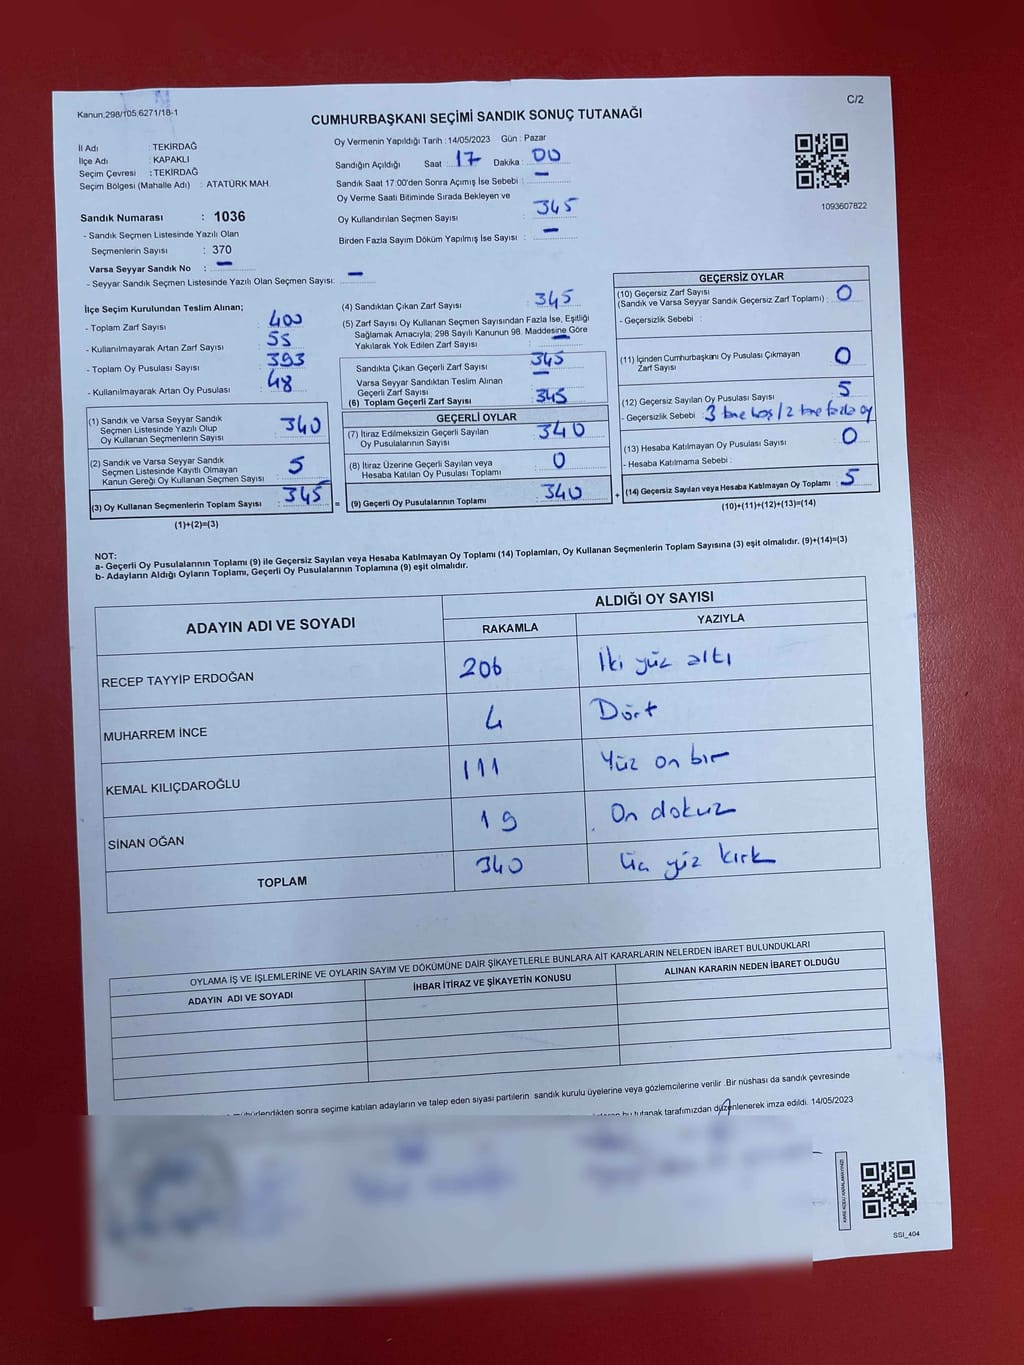 Kanun.298/105,6271/18-1
C/2
CUMHURBAŞKANI SEÇİMİ SANDIK SONUÇ TUTANAĞI
Oy Vermenin Yapıldığı Tarih : 14/05/2023 Gün : Pazar
İl Adı : TEKİRDAĞ
İlçe Adı : KAPAKLI
Seçim Çevresi : TEKİRDAĞ
Seçim Bölgesi (Mahalle Adı) : ATATÜRK MAH.
Sandık Numarası : 1036
- Sandık Seçmen Listesinde Yazılı Olan
Seçmenlerin Sayısı : 370
Varsa Seyyar Sandık No : -
- Seyyar Sandık Seçmen Listesinde Yazılı Olan Seçmen Sayısı: -
Sandığın Açıldığı Saat : 17 Dakika : 00
Sandık Saat 17:00'den Sonra Açımış İse Sebebi : -
Oy Verme Saati Bitiminde Sırada Bekleyen ve
Oy Kullandırılan Seçmen Sayısı : 345
Birden Fazla Sayım Döküm Yapılmış İse Sayısı : -
1093607822
İlçe Seçim Kurulundan Teslim Alınan;
- Toplam Zarf Sayısı : 400
- Kullanılmayarak Artan Zarf Sayısı : 55
- Toplam Oy Pusulası Sayısı : 393
- Kullanılmayarak Artan Oy Pusulası : 48
(1) Sandık ve Varsa Seyyar Sandık
Seçmen Listesinde Yazılı Olup
Oy Kullanan Seçmenlerin Sayısı : 340
(2) Sandık ve Varsa Seyyar Sandık
Seçmen Listesinde Kayıtlı Olmayan
Kanun Gereği Oy Kullanan Seçmen Sayısı : 5
(3) Oy Kullanan Seçmenlerin Toplam Sayısı : 345 =
(1)+(2)=(3)
(4) Sandıktan Çıkan Zarf Sayısı : 345
(5) Zarf Sayısı Oy Kullanan Seçmen Sayısından Fazla İse, Eşitliği
Sağlamak Amacıyla; 298 Sayılı Kanunun 98. Maddesine Göre
Yakılarak Yok Edilen Zarf Sayısı : -
Sandıkta Çıkan Geçerli Zarf Sayısı : 345
Varsa Seyyar Sandıktan Teslim Alınan
Geçerli Zarf Sayısı : -
(6) Toplam Geçerli Zarf Sayısı : 345
GEÇERLİ OYLAR
(7) İtiraz Edilmeksizin Geçerli Sayılan
Oy Pusulalarının Sayısı : 340
(8) İtiraz Üzerine Geçerli Sayılan veya
Hesaba Katılan Oy Pusulası Toplamı : 0
(9) Geçerli Oy Pusulalarının Toplamı : 340 +
GEÇERSİZ OYLAR
(10) Geçersiz Zarf Sayısı
(Sandık ve Varsa Seyyar Sandık Geçersiz Zarf Toplamı) : 0
- Geçersizlik Sebebi :
(11) İçinden Cumhurbaşkanı Oy Pusulası Çıkmayan
Zarf Sayısı : 0
(12) Geçersiz Sayılan Oy Pusulası Sayısı : 5
- Geçersizlik Sebebi : 3 tane boş / 2 tane fazla oy
(13) Hesaba Katılmayan Oy Pusulası Sayısı : 0
- Hesaba Katılmama Sebebi :
(14) Geçersiz Sayılan veya Hesaba Katılmayan Oy Toplamı : 5
(10)+(11)+(12)+(13)=(14)
NOT:
a- Geçerli Oy Pusulalarının Toplamı (9) ile Geçersiz Sayılan veya Hesaba Katılmayan Oy Toplamı (14) Toplamları, Oy Kullanan Seçmenlerin Toplam Sayısına (3) eşit olmalıdır. (9)+(14)=(3)
b- Adayların Aldığı Oyların Toplamı, Geçerli Oy Pusulalarının Toplamına (9) eşit olmalıdır.
ADAYIN ADI VE SOYADI ALDIĞI OY SAYISI
RAKAMLA YAZIYLA
RECEP TAYYİP ERDOĞAN 206 İki yüz altı
MUHARREM İNCE 4 Dört
KEMAL KILIÇDAROĞLU 111 Yüz on bir
SİNAN OĞAN 19 On dokuz
TOPLAM 340 Üç yüz kırk
OYLAMA İŞ VE İŞLEMLERİNE VE OYLARIN SAYIM VE DÖKÜMÜNE DAİR ŞİKAYETLERLE BUNLARA AİT KARARLARIN NELERDEN İBARET BULUNDUKLARI
ADAYIN ADI VE SOYADI İHBAR İTİRAZ VE ŞİKAYETİN KONUSU ALINAN KARARIN NEDEN İBARET OLDUĞU
mühürlendikten sonra seçime katılan adayların ve talep eden siyasi partilerin sandık kurulu üyelerine veya gözlemcilerine verilir .Bir nüshası da sandık çevresinde
bu tutanak tarafımızdan düzenlenerek imza edildi. 14/05/2023
SSI_404